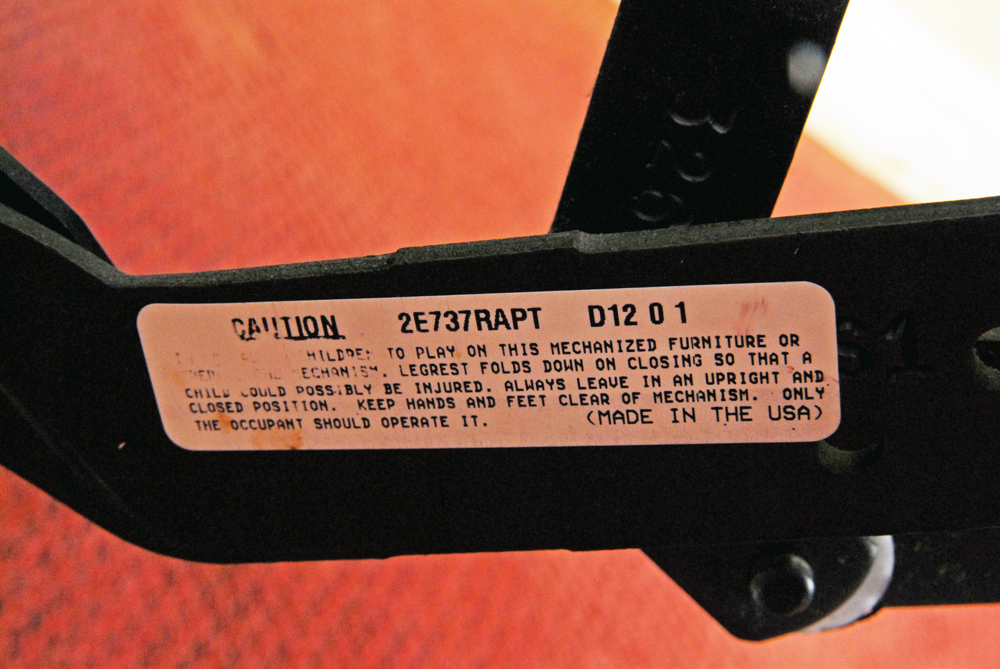 CAUTION 2E737RAPT D12 0 1
TO PLAY ON THIS MECHANIZED FURNITURE OR
MECHANISM. LEGREST FOLDS DOWN ON CLOSING SO THAT A
CHILD COULD POSSIBLY BE INJURED. ALWAYS LEAVE IN AN UPRIGHT AND
CLOSED POSITION. KEEP HANDS AND FEET CLEAR OF MECHANISM. ONLY
THE OCCUPANT SHOULD OPERATE IT. (MADE IN THE USA)